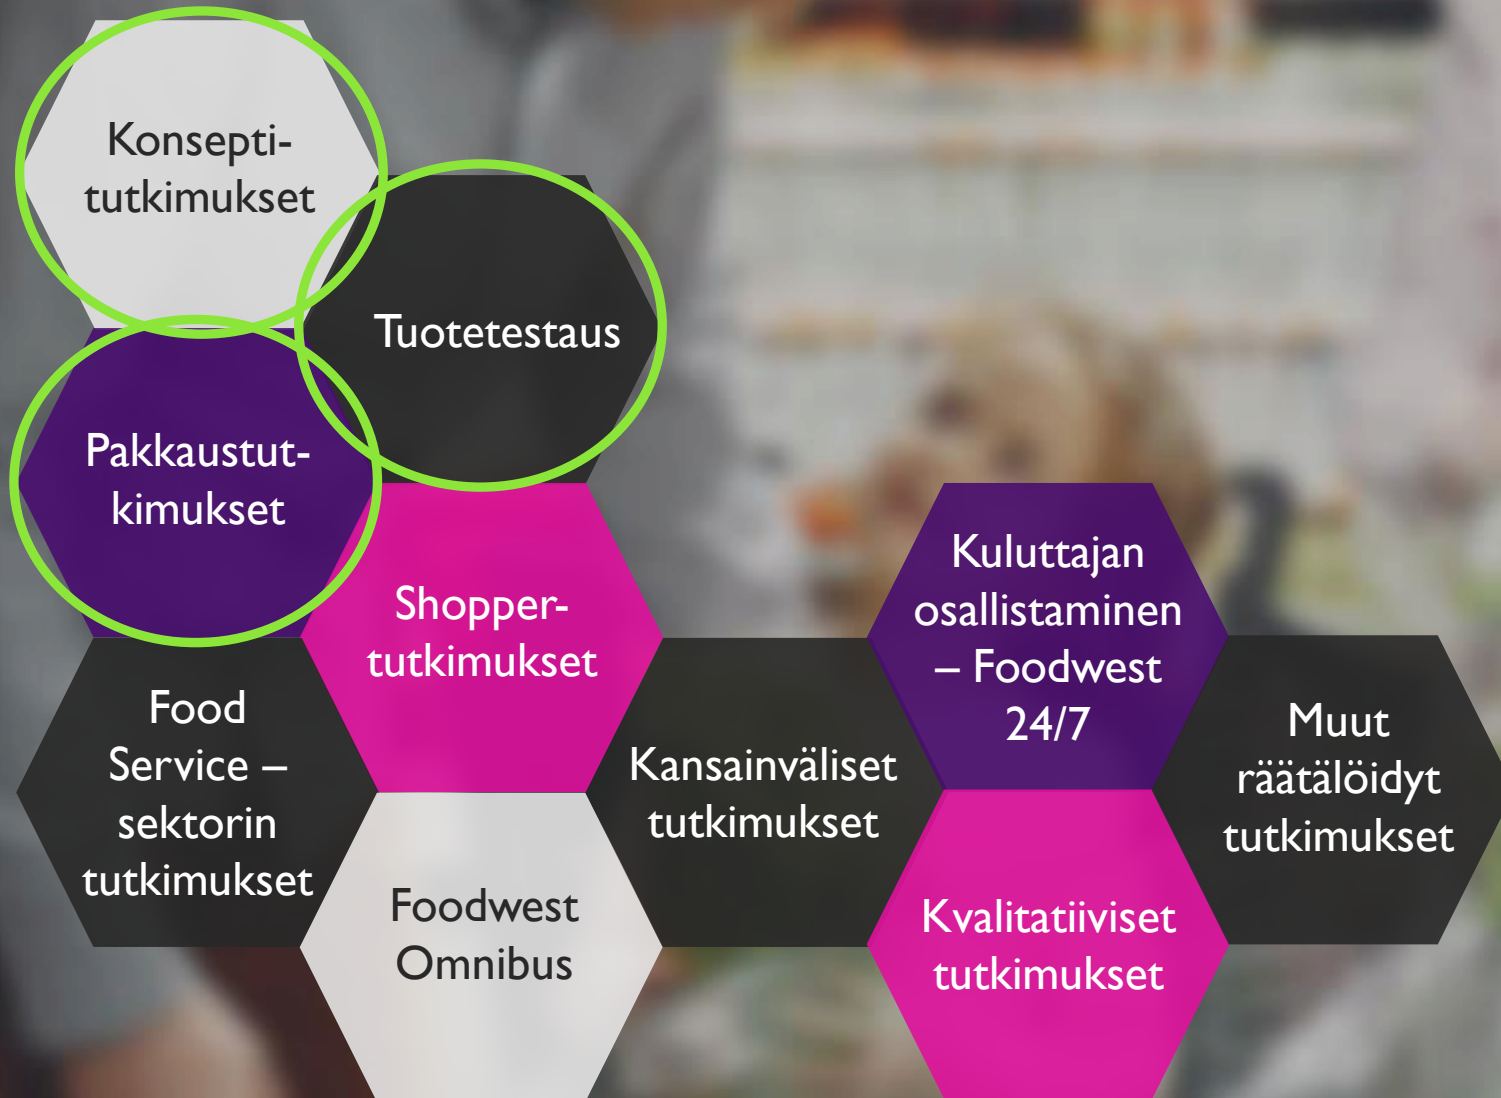 Konsepti-
tutkimukset
Tuotetestaus
Pakkaustut-
kimukset
Shopper-
tutkimukset
Food
Service –
sektorin
tutkimukset
Foodwest
Omnibus
Kansainväliset
tutkimukset
Kuluttajan
osallistaminen
– Foodwest
24/7
Kvalitatiiviset
tutkimukset
Muut
räätälöidyt
tutkimukset